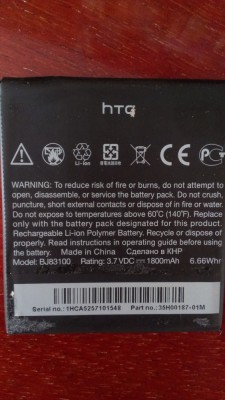 htc
Li-ion
WARNING: To reduce risk of fire or burns, do not attempt to
open, disassemble, or service the battery pack. Do not crush,
puncture, short external contacts or dispose of in fire or water.
Do not expose to temperatures above 60°C (140°F). Replace
only with the battery pack designated for this product.
Rechargeable Li-ion Polymer Battery. Recycle or dispose of
properly. Read instructions in operating manual before using
the battery.
Made in China Сделано в КНР
Model: BJ83100 Rating: 3.7VDC 1800mAh 6.66Whr
Serial no.: 1HCA5257101548 Part no.: 35H00187-01M